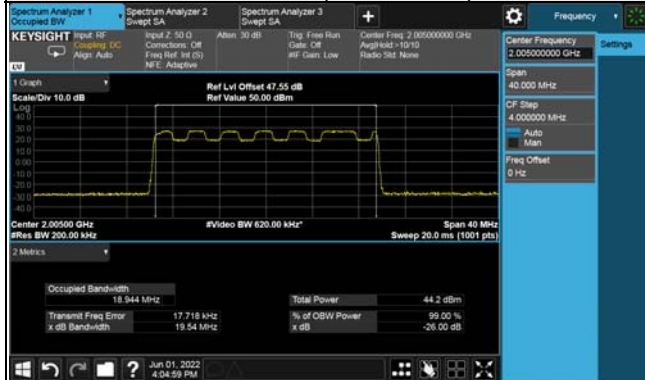 Spectrum Analyzer 1
Occupied BW
Spectrum Analyzer 2
Swept SA
Spectrum Analyzer 3
Swept SA
+
Frequency
KEYSIGHT
Input: RF
Coupling: DC
Align: Auto
Input Z: 50 Ω
Corrections: Off
Freq Ref: Int (S)
NFE: Adaptive
Atten: 30 dB
Trig: Free Run
Gate: Off
#IF Gain: Low
Center Freq: 2.005000000 GHz
Avg|Hold:>10/10
Radio Std: None
Center Frequency
2.005000000 GHz
Settings
Span
40.000 MHz
CF Step
4.000000 MHz
Auto
Man
Freq Offset
0 Hz
1 Graph
Scale/Div 10.0 dB
Ref Lvl Offset 47.55 dB
Ref Value 50.00 dBm
Log
40.0
30.0
20.0
10.0
0.00
-10.0
-20.0
-30.0
-40.0
Center 2.00500 GHz
#Res BW 200.00 kHz
#Video BW 620.00 kHz*
Span 40 MHz
Sweep 20.0 ms (1001 pts)
2 Metrics
Occupied Bandwidth
18.944 MHz
Total Power 44.2 dBm
Transmit Freq Error 17.718 kHz
% of OBW Power 99.00 %
x dB Bandwidth 19.54 MHz
x dB -26.00 dB
?
Jun 01, 2022
4:04:59 PM